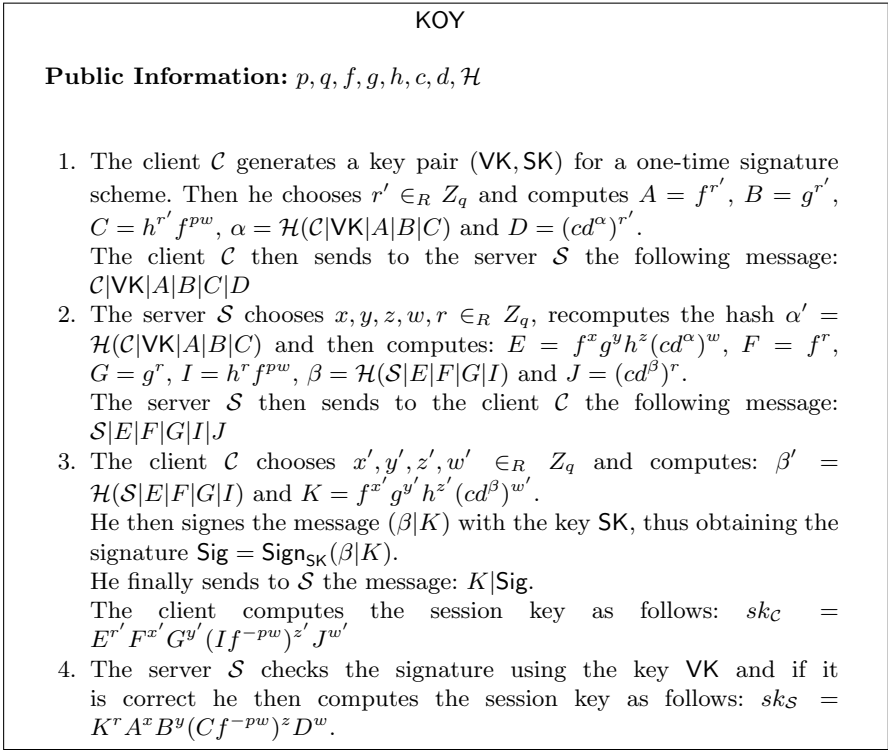 KOY
Public Information: p, q, f, g, h, c, d, ℋ
1. The client 𝒞 generates a key pair (VK, SK) for a one-time signature
scheme. Then he chooses r′ ∈_R Z_q and computes A = f^{r′}, B = g^{r′},
C = h^{r′} f^{pw}, α = ℋ(𝒞|VK|A|B|C) and D = (cd^α)^{r′}.
The client 𝒞 then sends to the server 𝒮 the following message:
𝒞|VK|A|B|C|D
2. The server 𝒮 chooses x, y, z, w, r ∈_R Z_q, recomputes the hash α′ =
ℋ(𝒞|VK|A|B|C) and then computes: E = f^x g^y h^z (cd^α)^w, F = f^r,
G = g^r, I = h^r f^{pw}, β = ℋ(𝒮|E|F|G|I) and J = (cd^β)^r.
The server 𝒮 then sends to the client 𝒞 the following message:
𝒮|E|F|G|I|J
3. The client 𝒞 chooses x′, y′, z′, w′ ∈_R Z_q and computes: β′ =
ℋ(𝒮|E|F|G|I) and K = f^{x′} g^{y′} h^{z′} (cd^β)^{w′}.
He then signes the message (β|K) with the key SK, thus obtaining the
signature Sig = Sign_{SK}(β|K).
He finally sends to 𝒮 the message: K|Sig.
The client computes the session key as follows: sk_𝒞 =
E^{r′} F^{x′} G^{y′} (If^{−pw})^{z′} J^{w′}
4. The server 𝒮 checks the signature using the key VK and if it
is correct he then computes the session key as follows: sk_𝒮 =
K^r A^x B^y (Cf^{−pw})^z D^w.